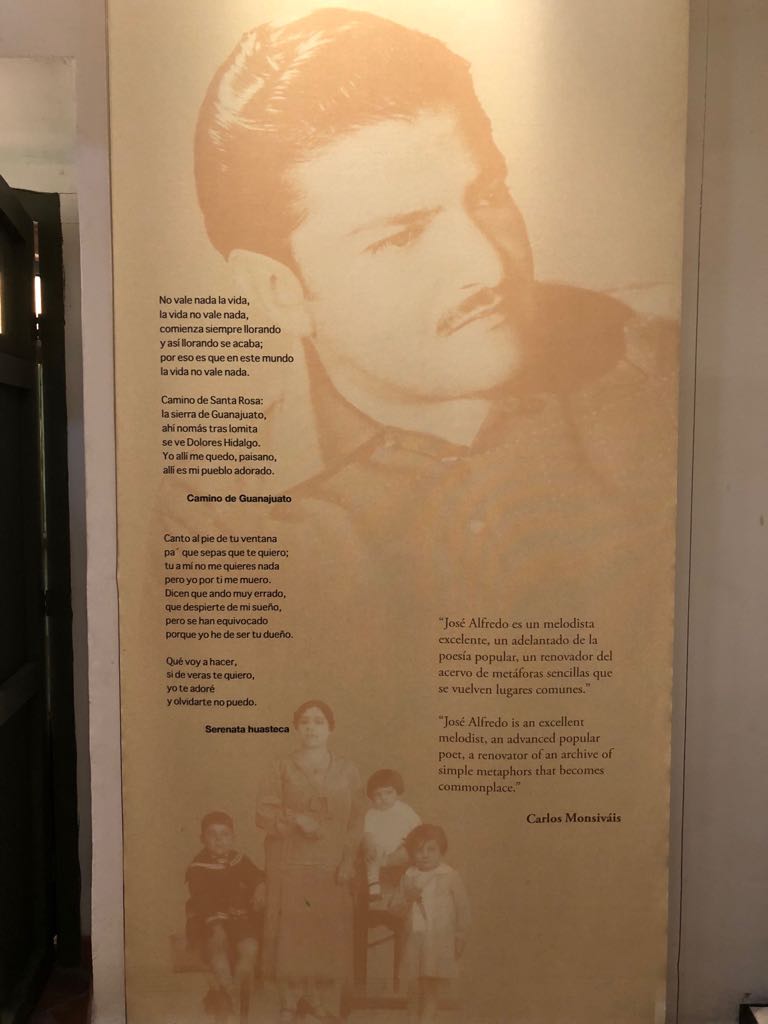 No vale nada la vida,
la vida no vale nada,
comienza siempre llorando
y así llorando se acaba;
por eso es que en este mundo
la vida no vale nada.
Camino de Santa Rosa:
la sierra de Guanajuato,
ahí nomás tras lomita
se ve Dolores Hidalgo.
Yo allí me quedo, paisano,
allí es mi pueblo adorado.
Camino de Guanajuato
Canto al pie de tu ventana
pa´ que sepas que te quiero;
tu a mí no me quieres nada
pero yo por ti me muero.
Dicen que ando muy errado,
que despierte de mi sueño,
pero se han equivocado
porque yo he de ser tu dueño.
Qué voy a hacer,
si de veras te quiero,
yo te adoré
y olvidarte no puedo.
Serenata huasteca
“José Alfredo es un melodista
excelente, un adelantado de la
poesía popular, un renovador del
acervo de metáforas sencillas que
se vuelven lugares comunes.”
“José Alfredo is an excellent
melodist, an advanced popular
poet, a renovator of an archive of
simple metaphors that becomes
commonplace.”
Carlos Monsiváis